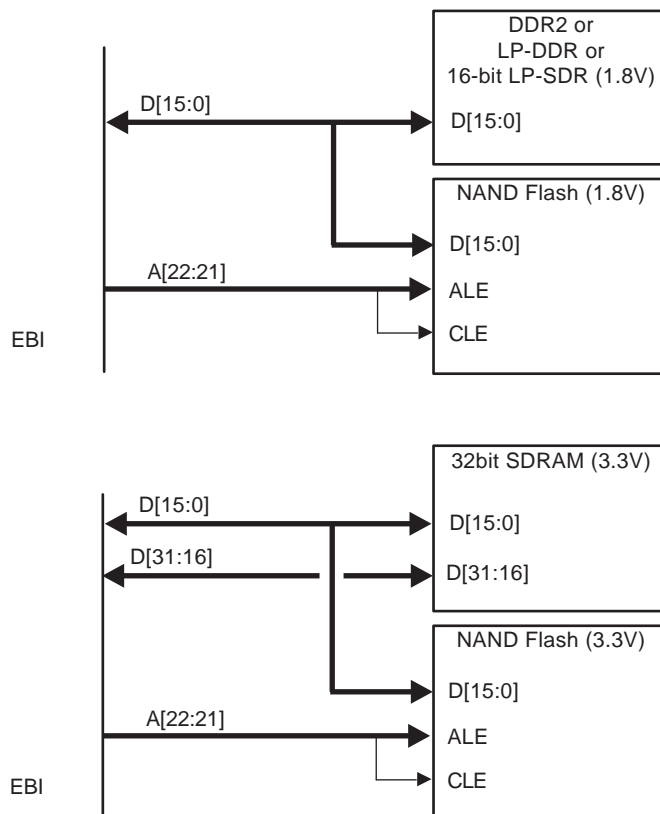 DDR2 or
LP-DDR or
16-bit LP-SDR (1.8V)
D[15:0]
D[15:0]
NAND Flash (1.8V)
D[15:0]
A[22:21]
ALE
EBI
CLE
32bit SDRAM (3.3V)
D[15:0]
D[15:0]
D[31:16]
D[31:16]
NAND Flash (3.3V)
D[15:0]
A[22:21]
ALE
EBI
CLE